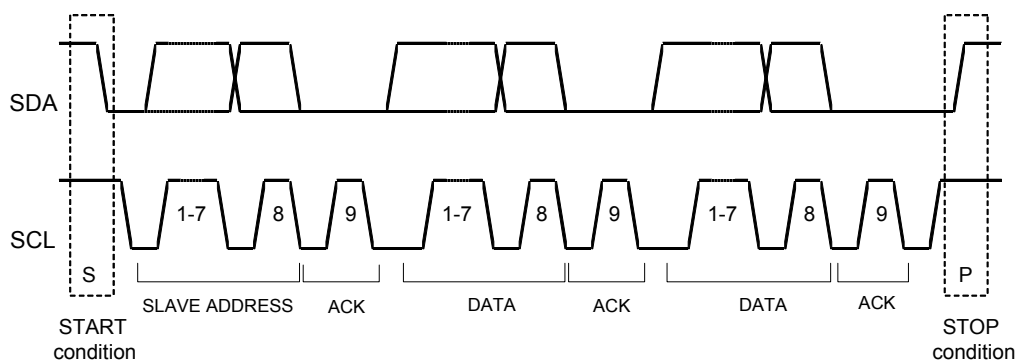 SDA
1-7 8 9 1-7 8 9 1-7 8 9
SCL
S P
SLAVE ADDRESS ACK DATA ACK DATA ACK
START
condition
STOP
condition